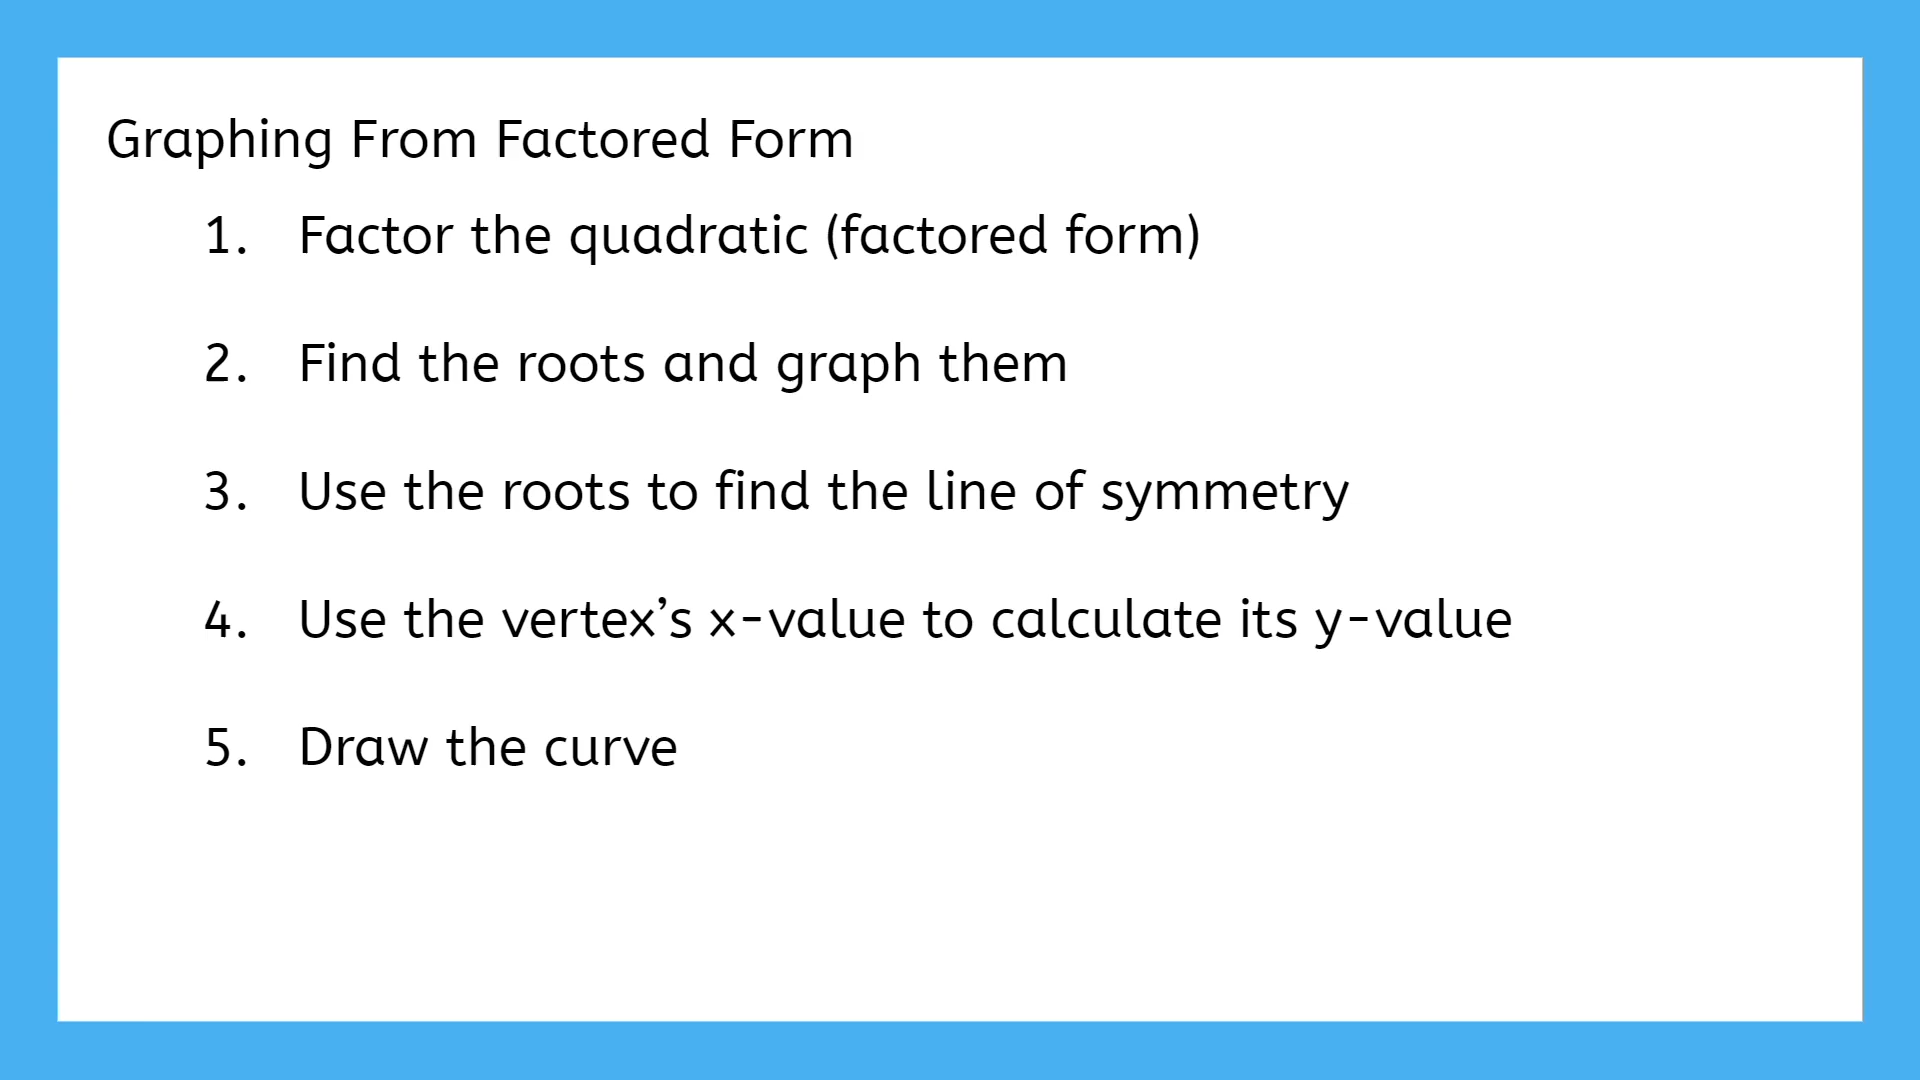 Graphing From Factored Form
1. Factor the quadratic (factored form)
2. Find the roots and graph them
3. Use the roots to find the line of symmetry
4. Use the vertex’s x-value to calculate its y-value
5. Draw the curve